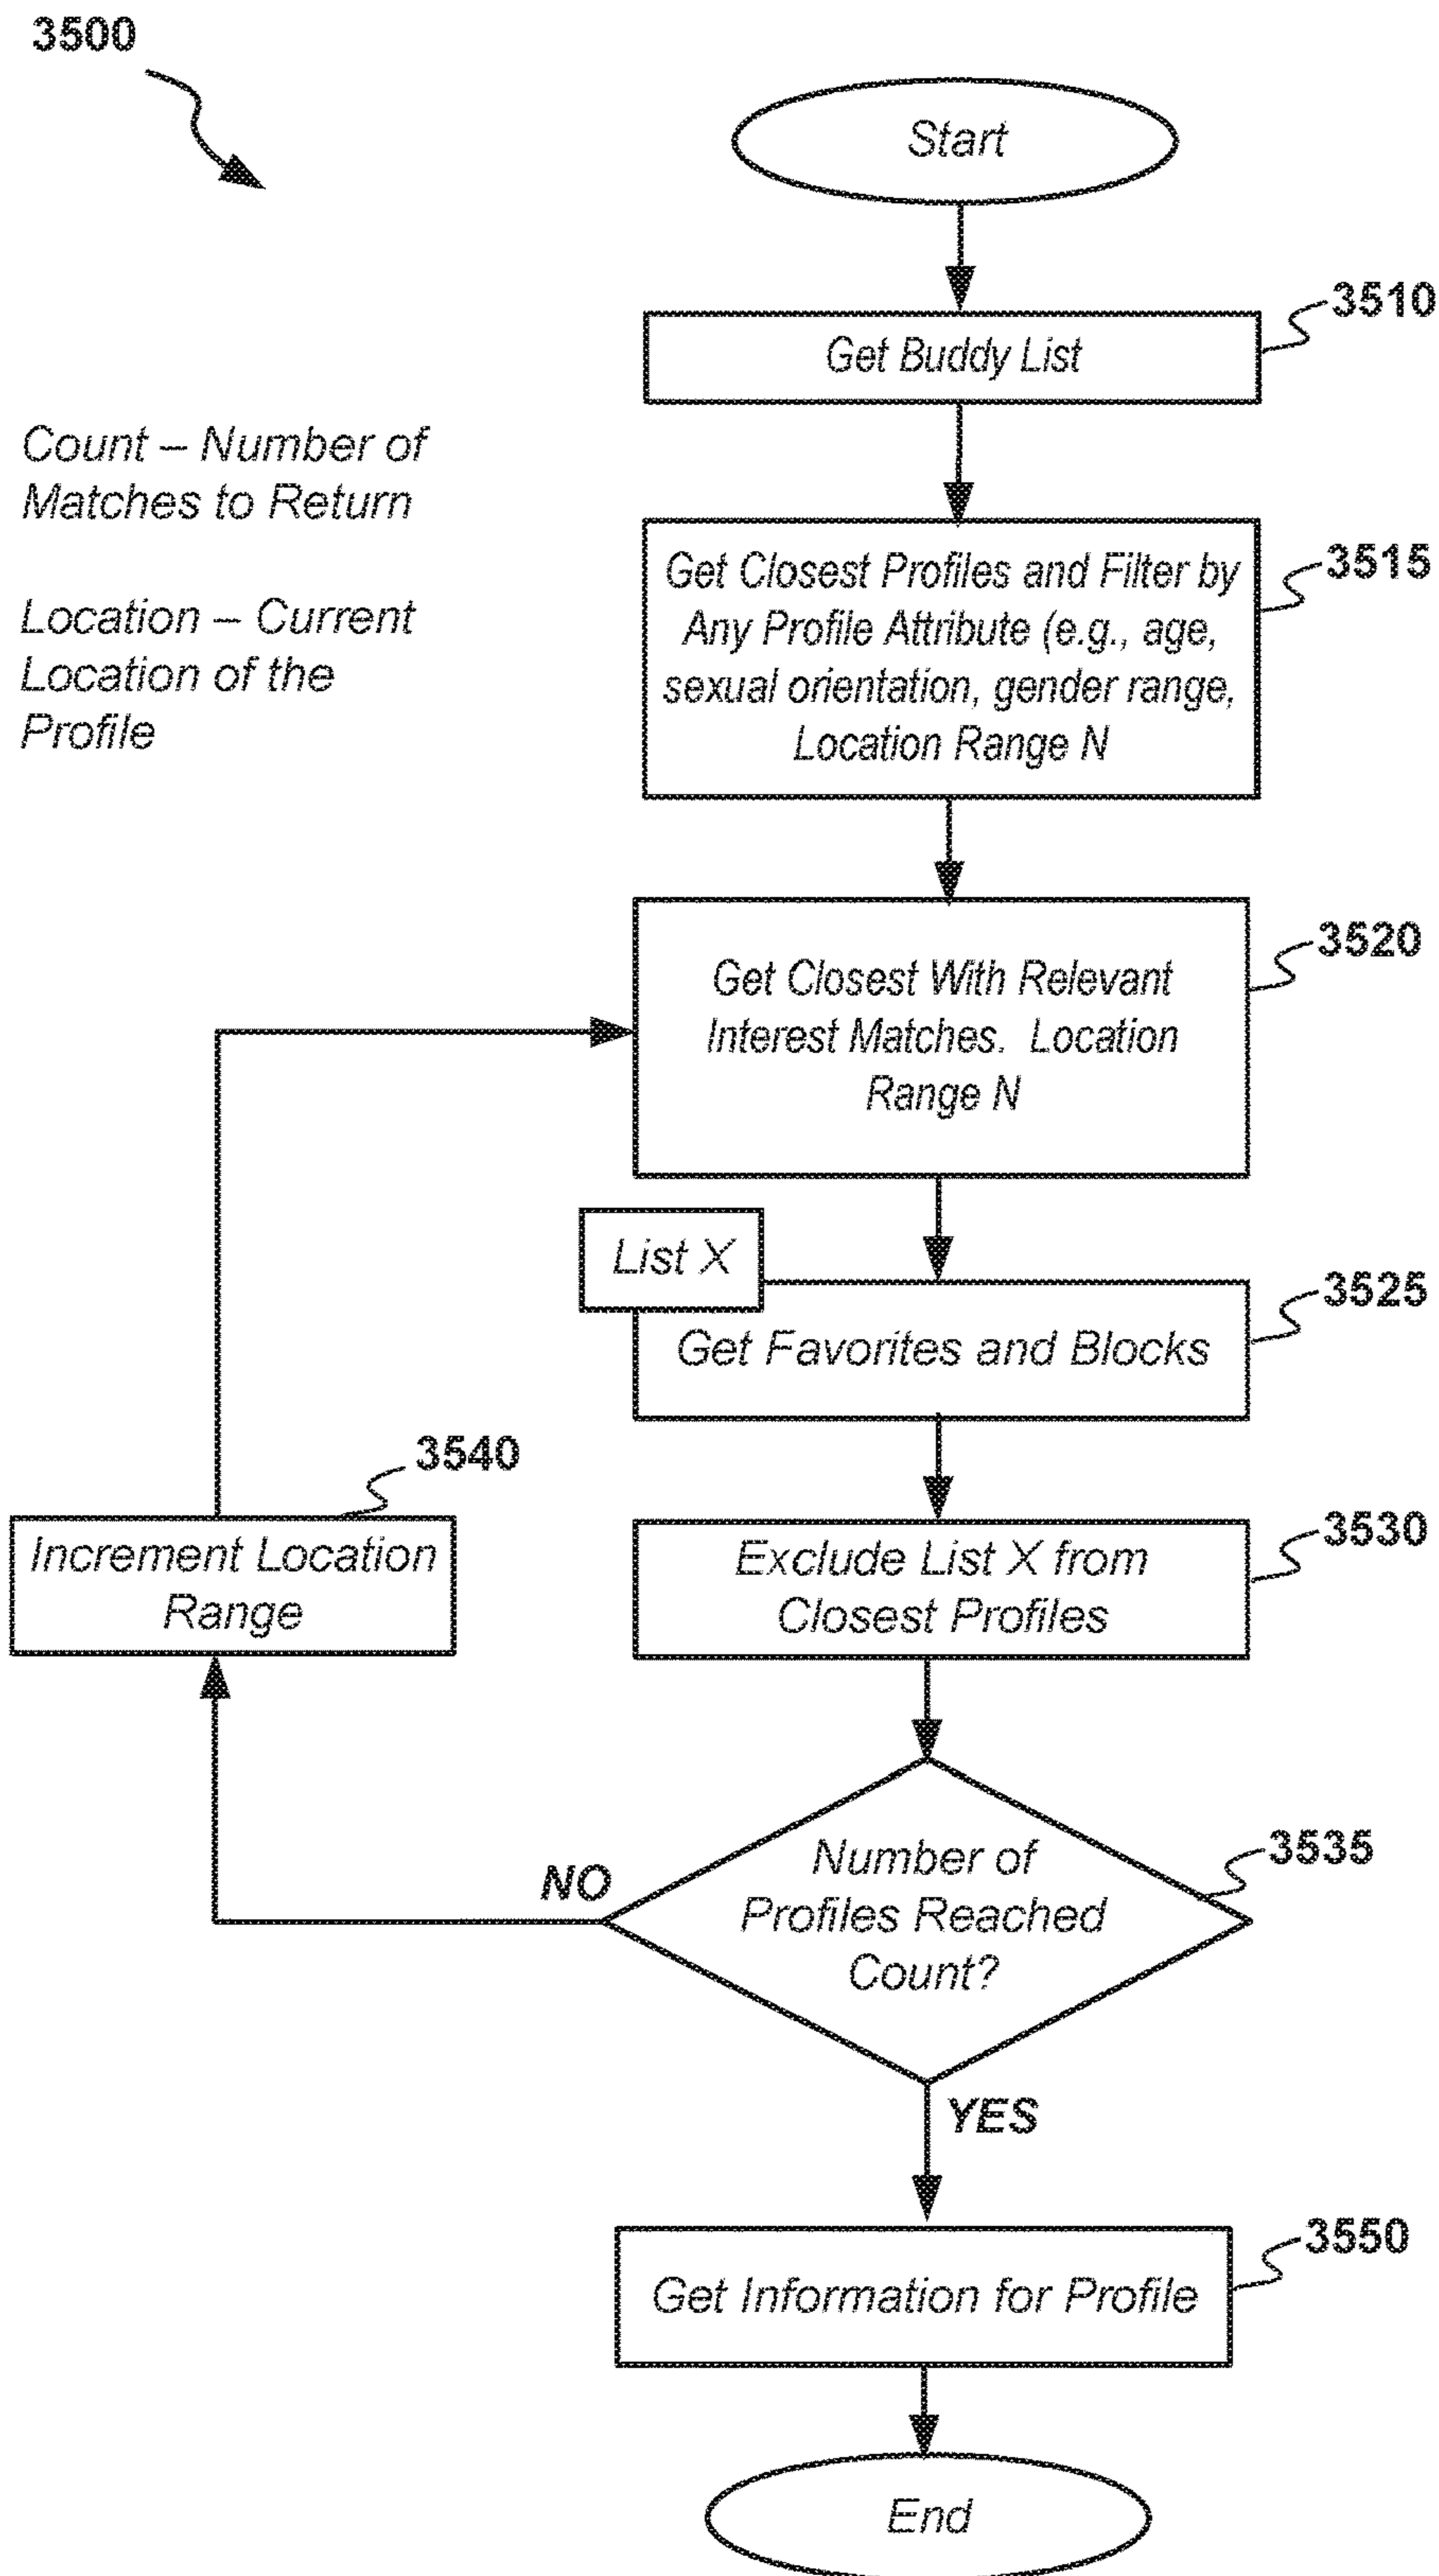 3500
Start
3510
Get Buddy List
Count – Number of
Matches to Return
Location – Current
Location of the
Profile
Get Closest Profiles and Filter by
Any Profile Attribute (e.g., age,
sexual orientation, gender range,
Location Range N
3515
Get Closest With Relevant
Interest Matches.  Location
Range N
3520
List X
Get Favorites and Blocks
3525
3540
Increment Location
Range
Exclude List X from
Closest Profiles
3530
Number of
Profiles Reached
Count?
3535
NO
YES
Get Information for Profile
3550
End